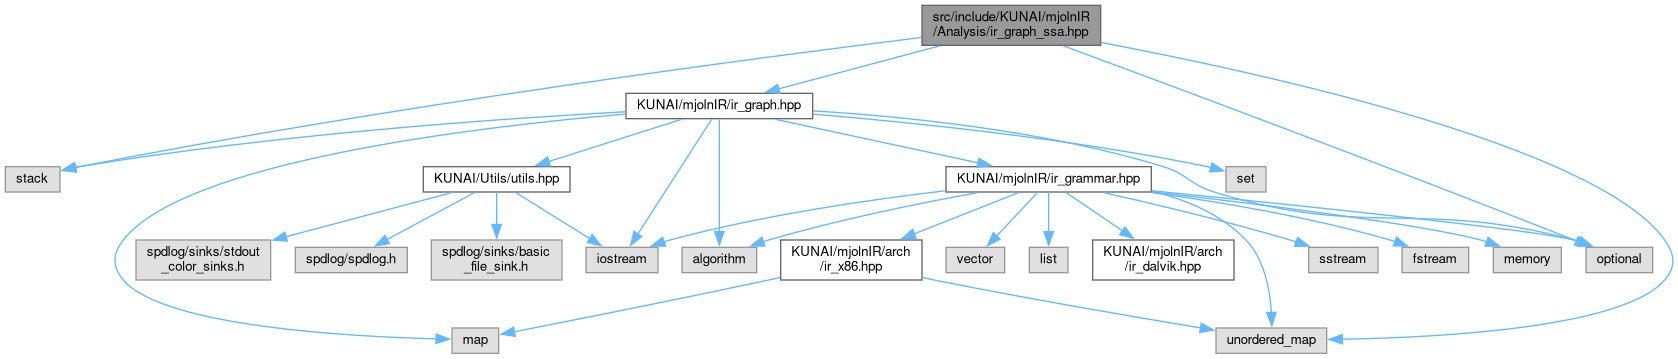 src/include/KUNAI/mjolnIR
/Analysis/ir_graph_ssa.hpp
KUNAI/mjolnIR/ir_graph.hpp
stack
KUNAI/Utils/utils.hpp
KUNAI/mjolnIR/ir_grammar.hpp
set
spdlog/sinks/stdout
_color_sinks.h
spdlog/spdlog.h
spdlog/sinks/basic
_file_sink.h
iostream
algorithm
KUNAI/mjolnIR/arch
/ir_x86.hpp
vector
list
KUNAI/mjolnIR/arch
/ir_dalvik.hpp
sstream
fstream
memory
optional
map
unordered_map